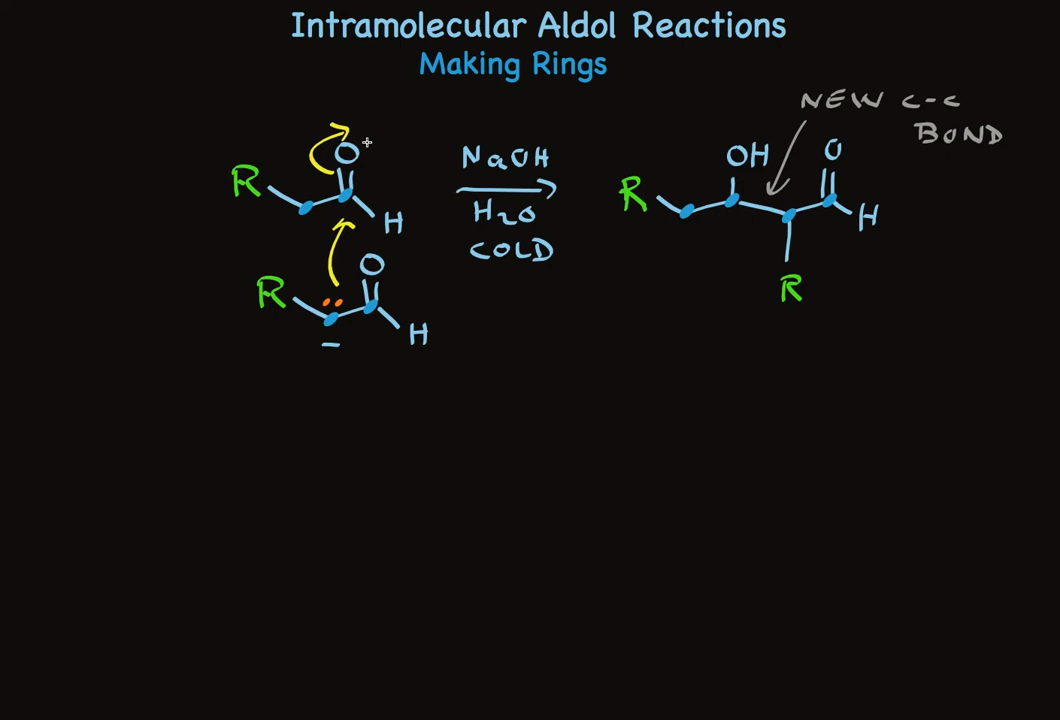 Intramolecular Aldol Reactions
Making Rings
NEW C-C
BOND
O
R
H
NaOH
H2O
COLD
OH
O
R
H
R
O
R
H